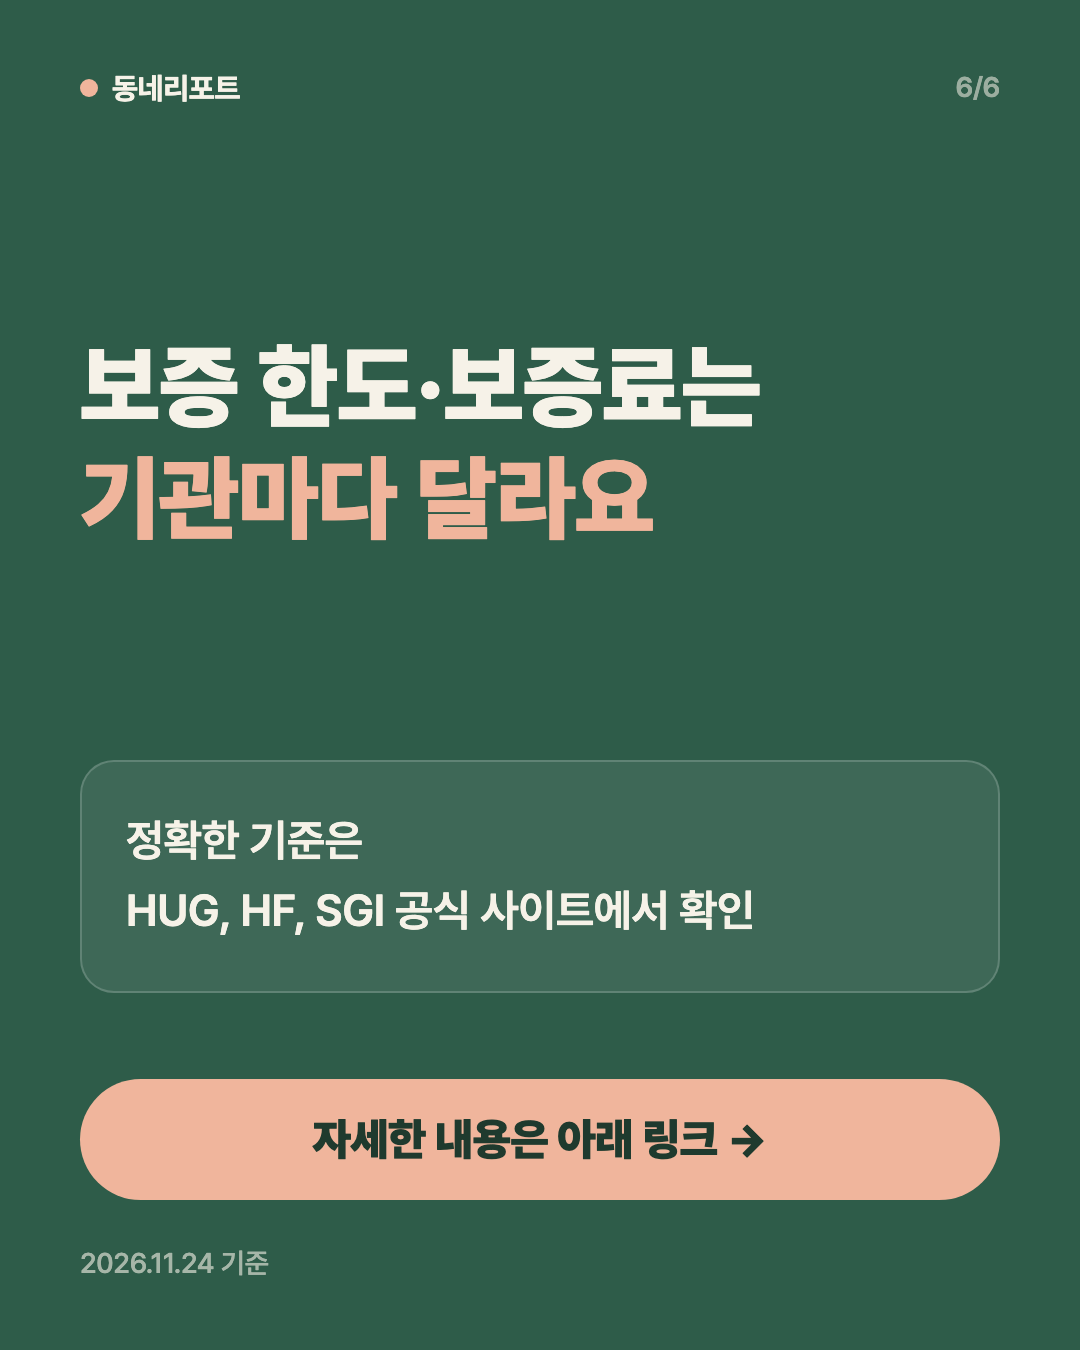 동네리포트
6/6
보증 한도·보증료는
기관마다 달라요
정확한 기준은
HUG, HF, SGI 공식 사이트에서 확인
자세한 내용은 아래 링크 →
2026.11.24 기준